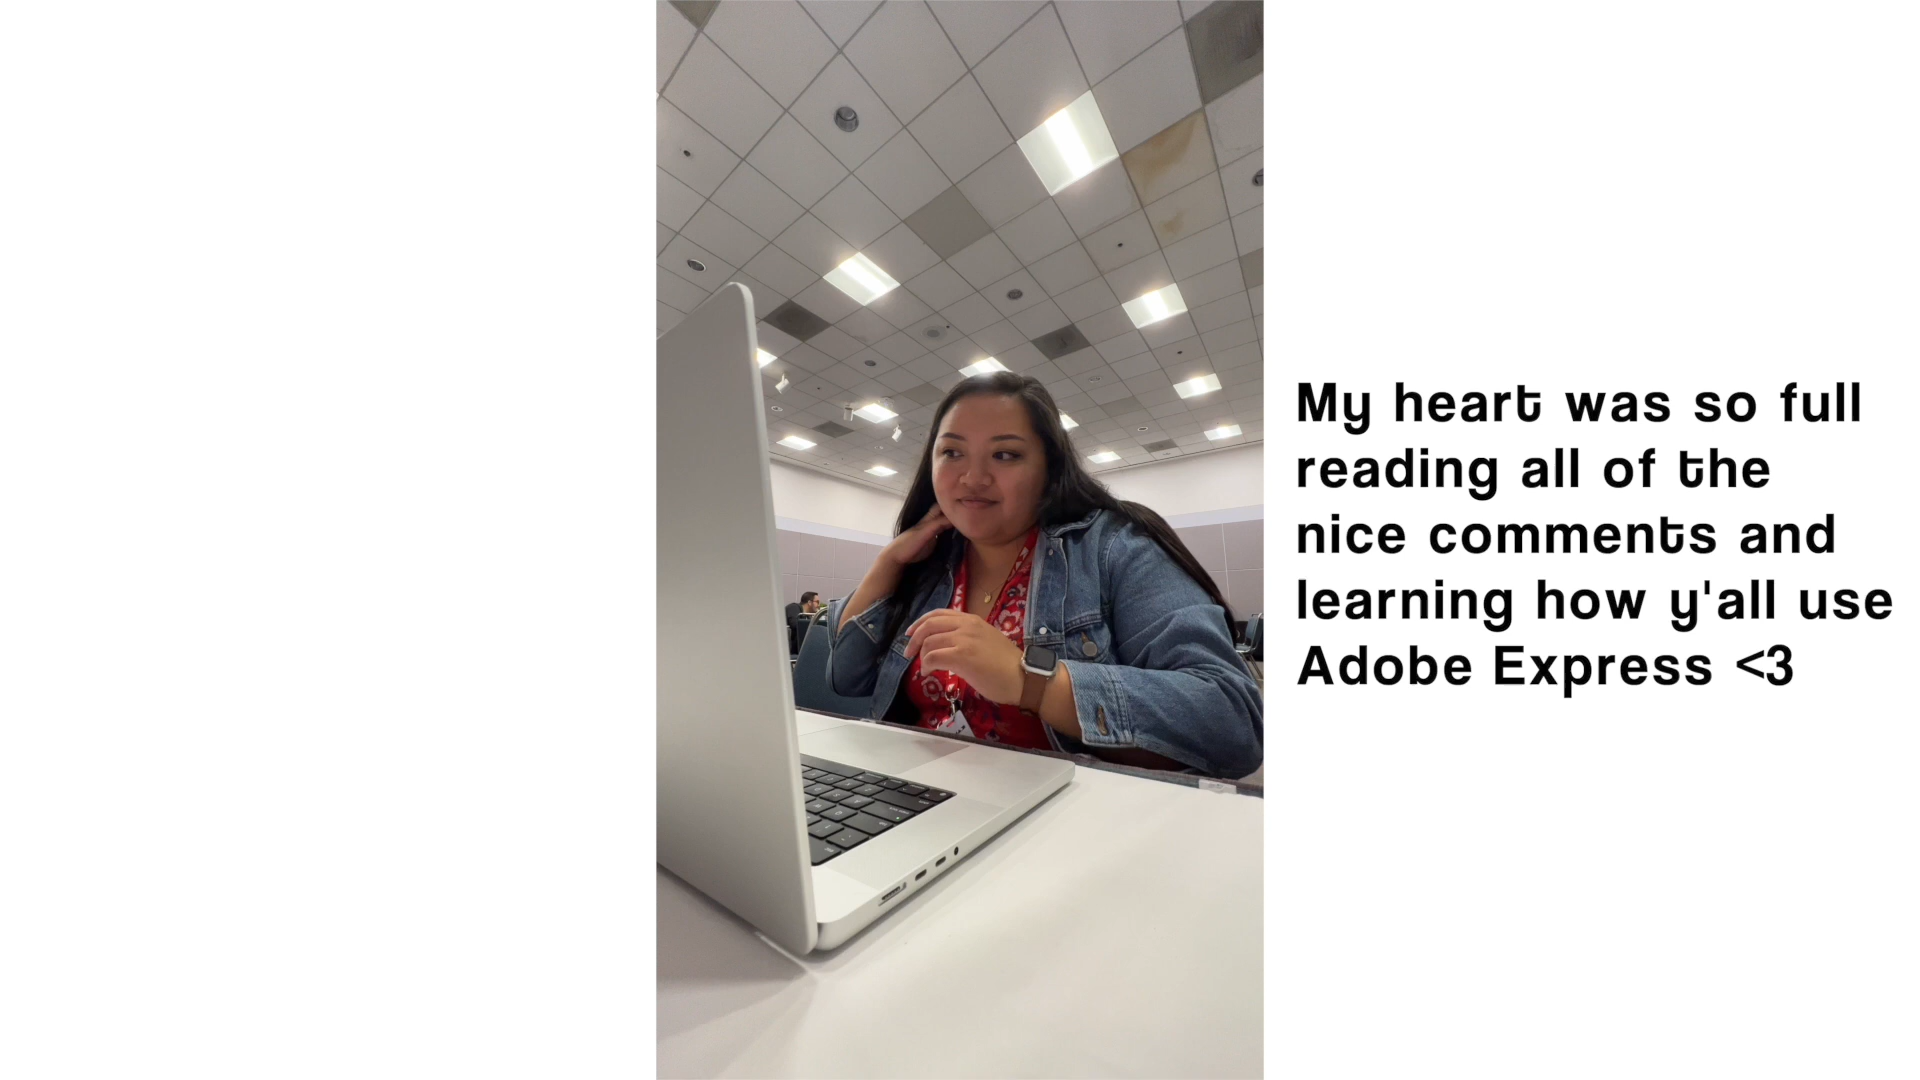 My heart was so full
reading all of the
nice comments and
learning how y'all use
Adobe Express <3